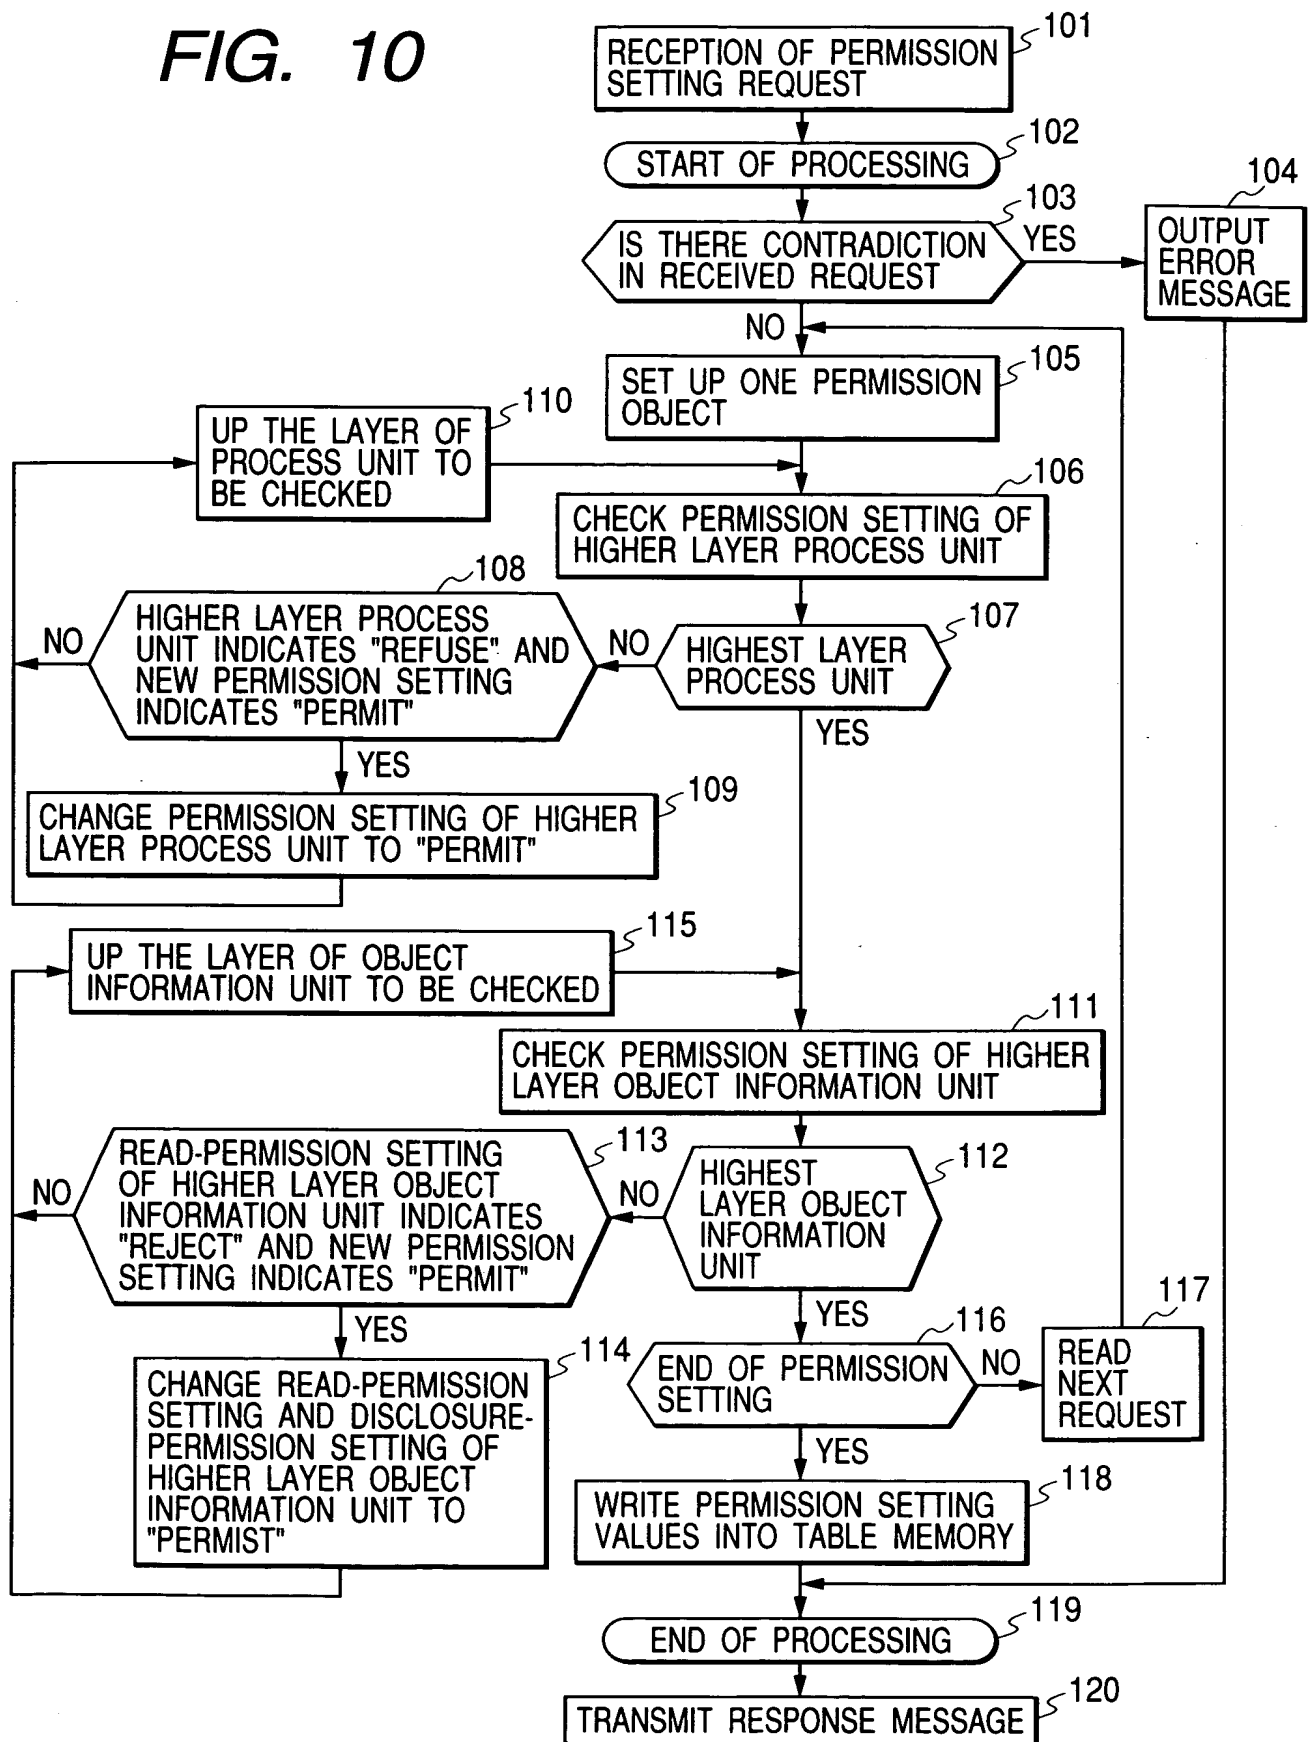 FIG. 10
101
RECEPTION OF PERMISSION
SETTING REQUEST
102
START OF PROCESSING
103
IS THERE CONTRADICTION
IN RECEIVED REQUEST
YES
104
OUTPUT
ERROR
MESSAGE
NO
105
SET UP ONE PERMISSION
OBJECT
110
UP THE LAYER OF
PROCESS UNIT TO
BE CHECKED
106
CHECK PERMISSION SETTING OF
HIGHER LAYER PROCESS UNIT
108
HIGHER LAYER PROCESS
UNIT INDICATES "REFUSE" AND
NEW PERMISSION SETTING
INDICATES "PERMIT"
NO
NO
107
HIGHEST LAYER
PROCESS UNIT
YES
YES
109
CHANGE PERMISSION SETTING OF HIGHER
LAYER PROCESS UNIT TO "PERMIT"
115
UP THE LAYER OF OBJECT
INFORMATION UNIT TO BE CHECKED
111
CHECK PERMISSION SETTING OF HIGHER
LAYER OBJECT INFORMATION UNIT
113
READ-PERMISSION SETTING
OF HIGHER LAYER OBJECT
INFORMATION UNIT INDICATES
"REJECT" AND NEW PERMISSION
SETTING INDICATES "PERMIT"
NO
NO
112
HIGHEST
LAYER OBJECT
INFORMATION
UNIT
YES
YES
114
CHANGE READ-PERMISSION
SETTING AND DISCLOSURE-
PERMISSION SETTING OF
HIGHER LAYER OBJECT
INFORMATION UNIT TO
"PERMIST"
116
END OF PERMISSION
SETTING
NO
117
READ
NEXT
REQUEST
YES
118
WRITE PERMISSION SETTING
VALUES INTO TABLE MEMORY
119
END OF PROCESSING
120
TRANSMIT RESPONSE MESSAGE